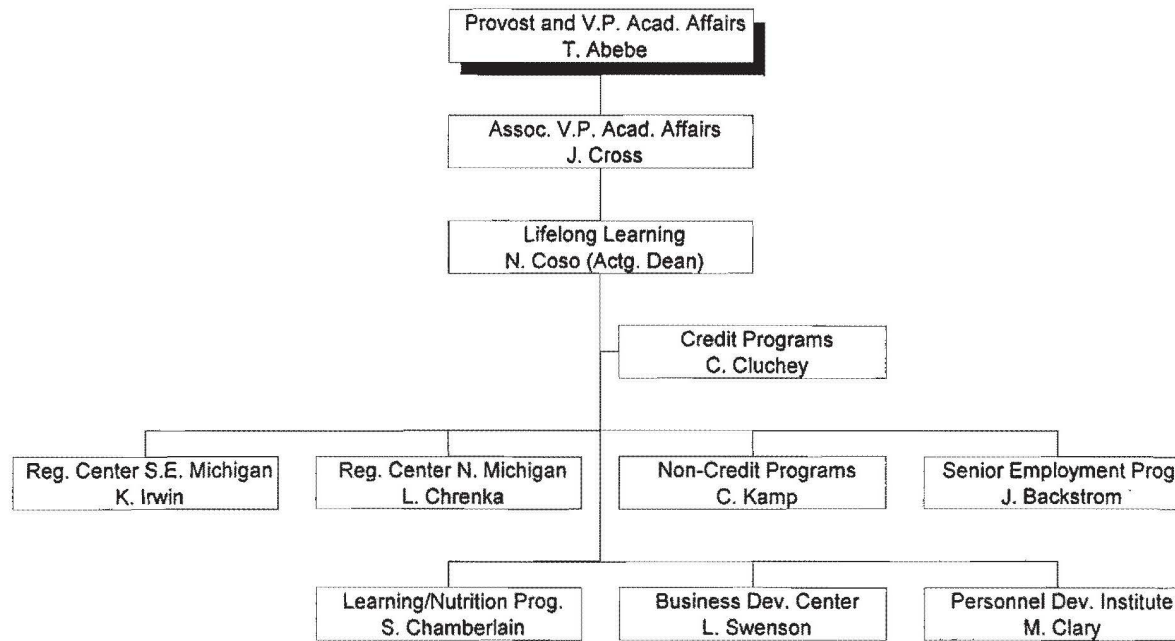 Provost and V.P. Acad. Affairs
T. Abebe
Assoc. V.P. Acad. Affairs
J. Cross
Lifelong Learning
N. Coso (Actg. Dean)
Credit Programs
C. Cluchey
Reg. Center S.E. Michigan
K. Irwin
Reg. Center N. Michigan
L. Chrenka
Non-Credit Programs
C. Kamp
Senior Employment Prog
J. Backstrom
Learning/Nutrition Prog.
S. Chamberlain
Business Dev. Center
L. Swenson
Personnel Dev. Institute
M. Clary